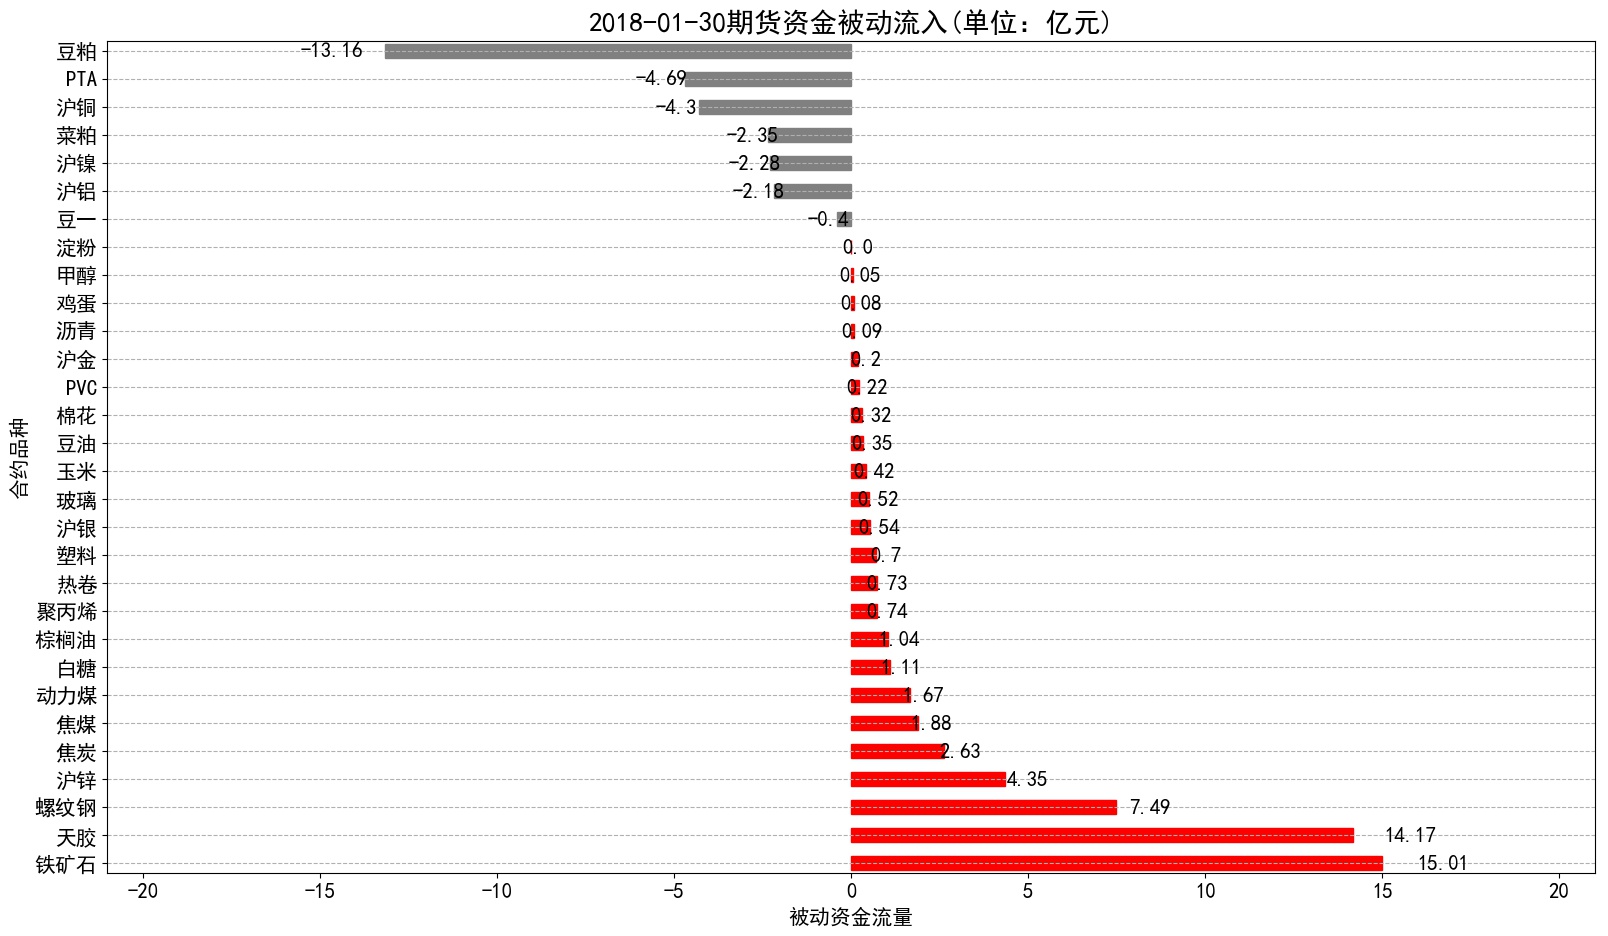 2018-01-30期货资金被动流入(单位：亿元)
合约品种
豆粕 -13.16
PTA -4.69
沪铜 -4.3
菜粕 -2.35
沪镍 -2.28
沪铝 -2.18
豆一 -0.4
淀粉 0.0
甲醇 0.05
鸡蛋 0.08
沥青 0.09
沪金 0.2
PVC 0.22
棉花 0.32
豆油 0.35
玉米 0.42
玻璃 0.52
沪银 0.54
塑料 0.7
热卷 0.73
聚丙烯 0.74
棕榈油 1.04
白糖 1.11
动力煤 1.67
焦煤 1.88
焦炭 2.63
沪锌 4.35
螺纹钢 7.49
天胶 14.17
铁矿石 15.01
-20 -15 -10 -5 0 5 10 15 20
被动资金流量